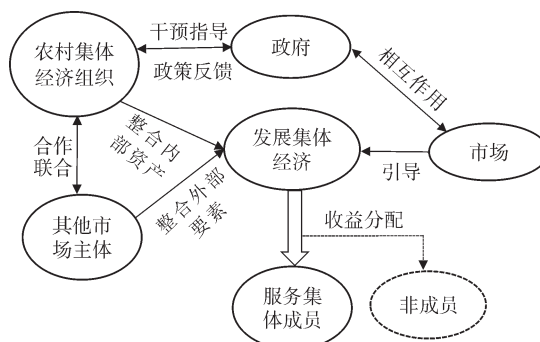 干预指导
农村集体
经济组织
政府
政策反馈
相互作用
整合内
部资产
合作
联合
发展集体
经济
市场
引导
整合外部
要素
其他市
场主体
收益分配
服务集
体成员
非成员